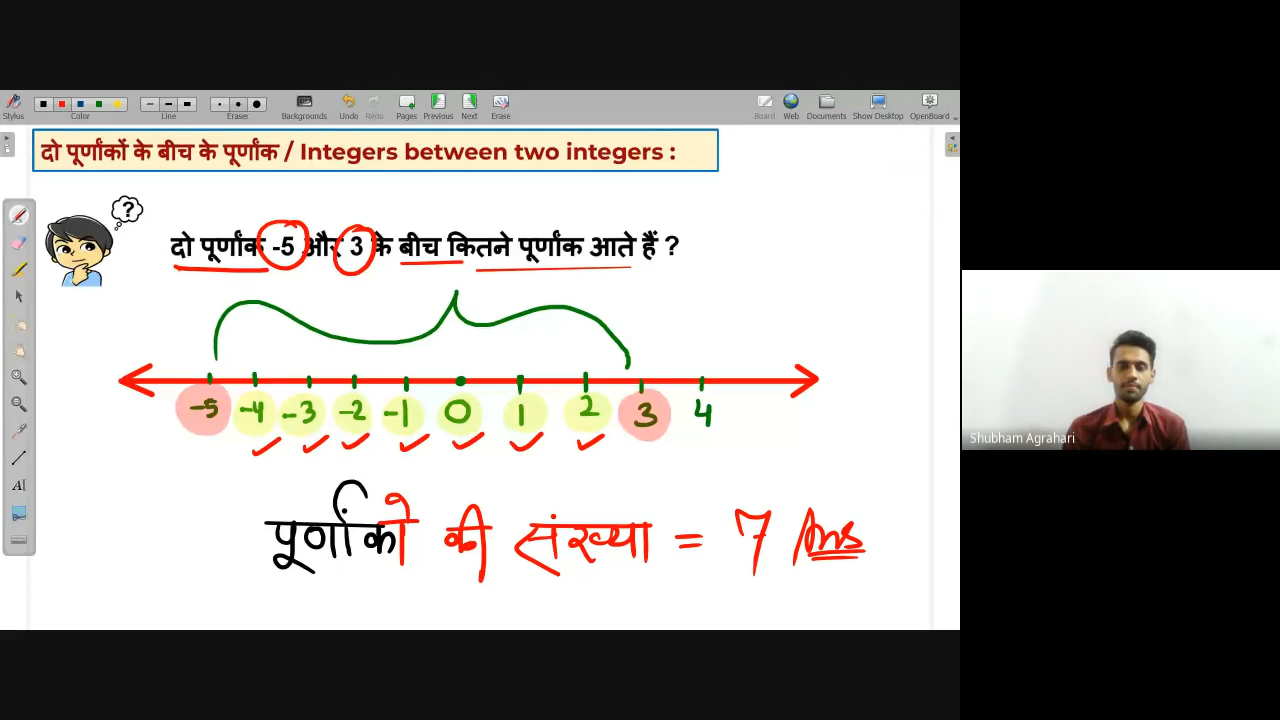 Stylus Color Line Eraser Backgrounds Undo Redo Pages Previous Next Erase Board Web Documents Show Desktop OpenBoard
दो पूर्णांकों के बीच के पूर्णांक / Integers between two integers :
?
दो पूर्णांक -5 और 3 के बीच कितने पूर्णांक आते हैं ?
-5 -4 -3 -2 -1 0 1 2 3 4
पूर्णांको की संख्या = 7 Ans
Shubham Agrahari